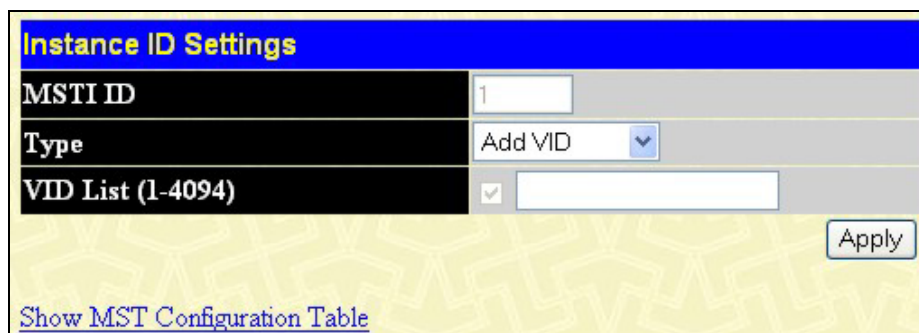 Instance ID Settings
MSTI ID 1
Type Add VID
VID List (1-4094)
Apply
Show MST Configuration Table